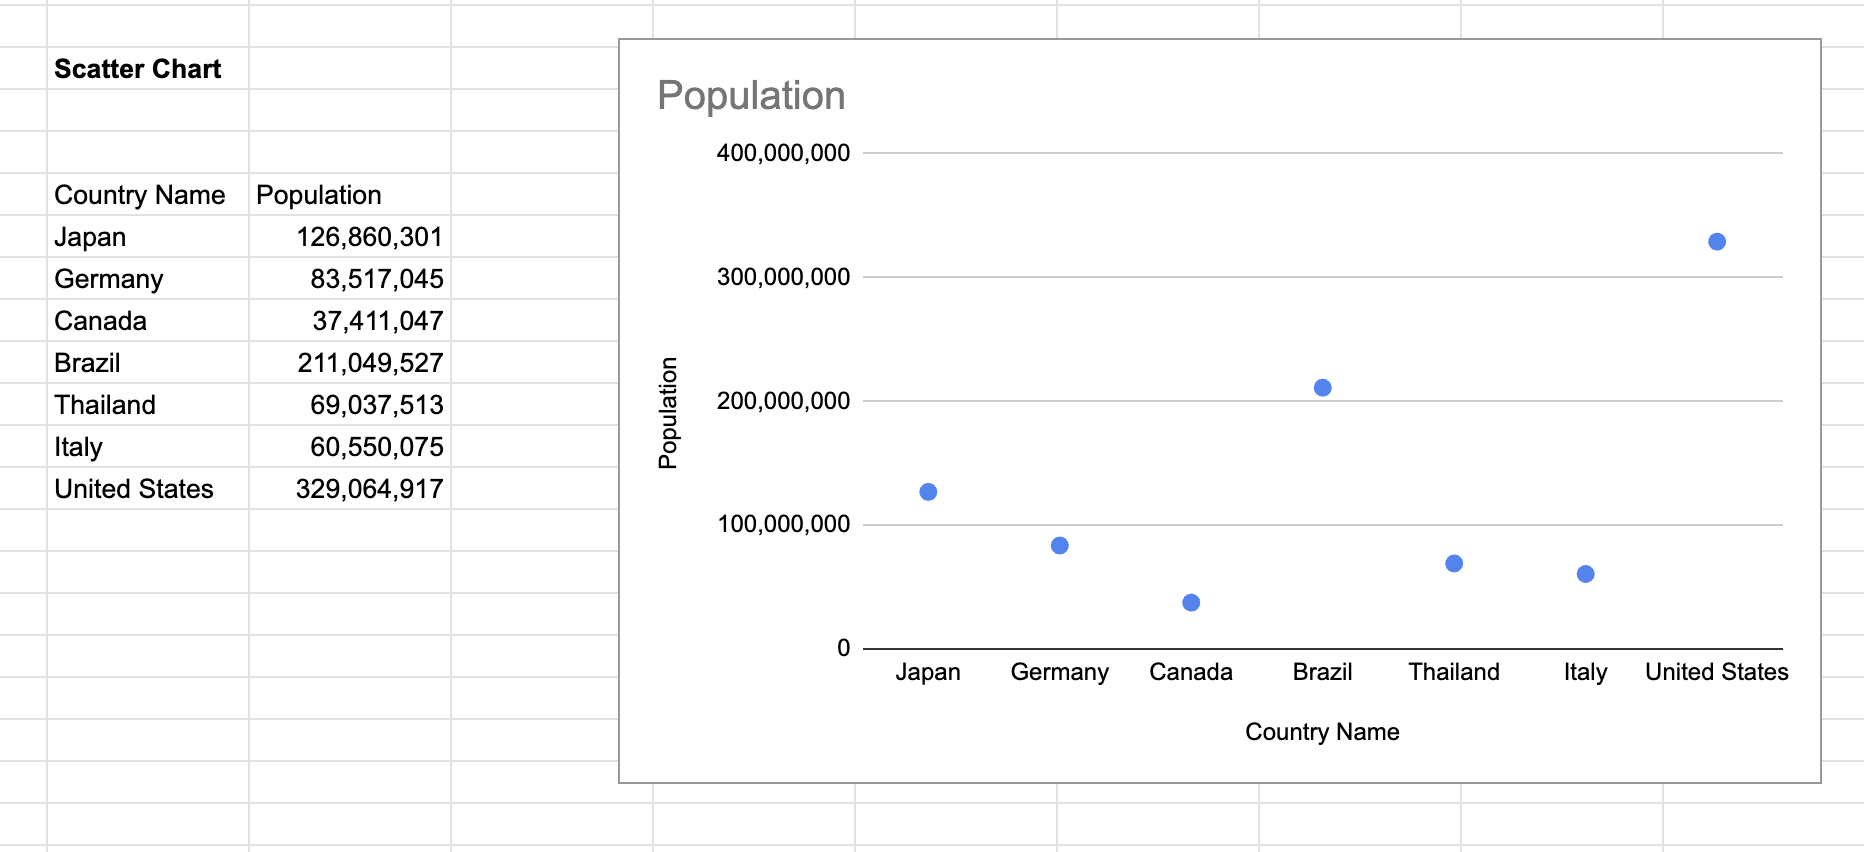 Scatter Chart
Country Name Population
Japan 126,860,301
Germany 83,517,045
Canada 37,411,047
Brazil 211,049,527
Thailand 69,037,513
Italy 60,550,075
United States 329,064,917
Population
400,000,000
300,000,000
200,000,000
100,000,000
0
Population
Japan Germany Canada Brazil Thailand Italy United States
Country Name